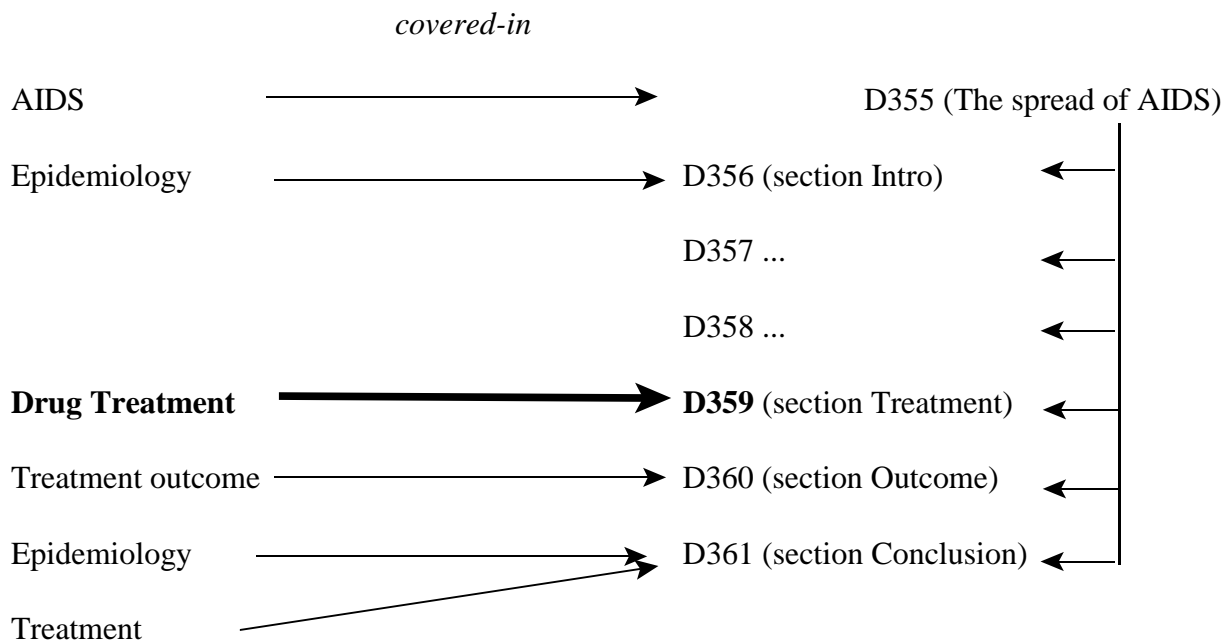 covered-in
AIDS D355 (The spread of AIDS)
Epidemiology D356 (section Intro)
D357 ...
D358 ...
Drug Treatment D359 (section Treatment)
Treatment outcome D360 (section Outcome)
Epidemiology D361 (section Conclusion)
Treatment